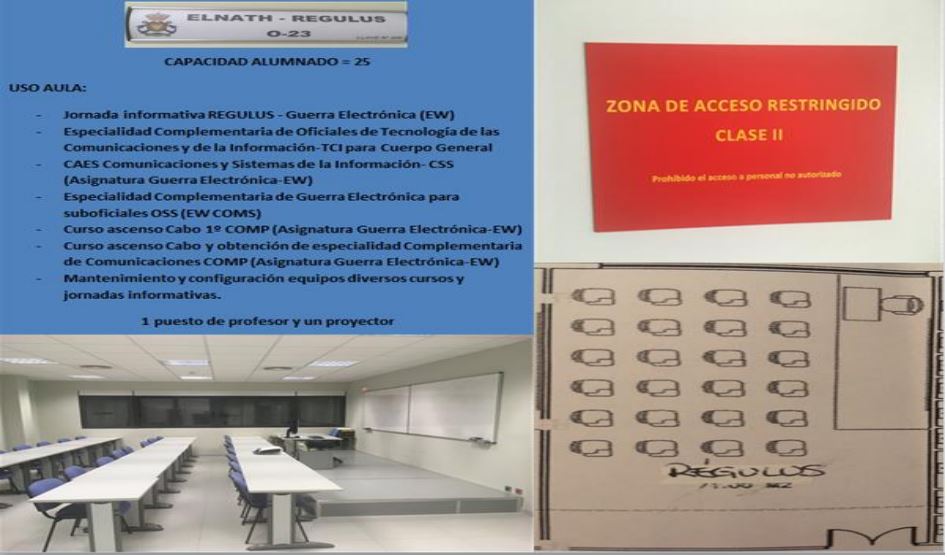 ELNATH - REGULUS
O-23
CAPACIDAD ALUMNADO = 25
USO AULA:
- Jornada informativa REGULUS - Guerra Electrónica (EW)
- Especialidad Complementaria de Oficiales de Tecnología de las
Comunicaciones y de la Información-TCI para Cuerpo General
- CAES Comunicaciones y Sistemas de la Información- CSS
(Asignatura Guerra Electrónica-EW)
- Especialidad Complementaria de Guerra Electrónica para
suboficiales OSS (EW COMS)
- Curso ascenso Cabo 1º COMP (Asignatura Guerra Electrónica-EW)
- Curso ascenso Cabo y obtención de especialidad Complementaria
de Comunicaciones COMP (Asignatura Guerra Electrónica-EW)
- Mantenimiento y configuración equipos diversos cursos y
jornadas informativas.
1 puesto de profesor y un proyector
ZONA DE ACCESO RESTRINGIDO
CLASE II
Prohibido el acceso a personal no autorizado
RÉGULUS
M2